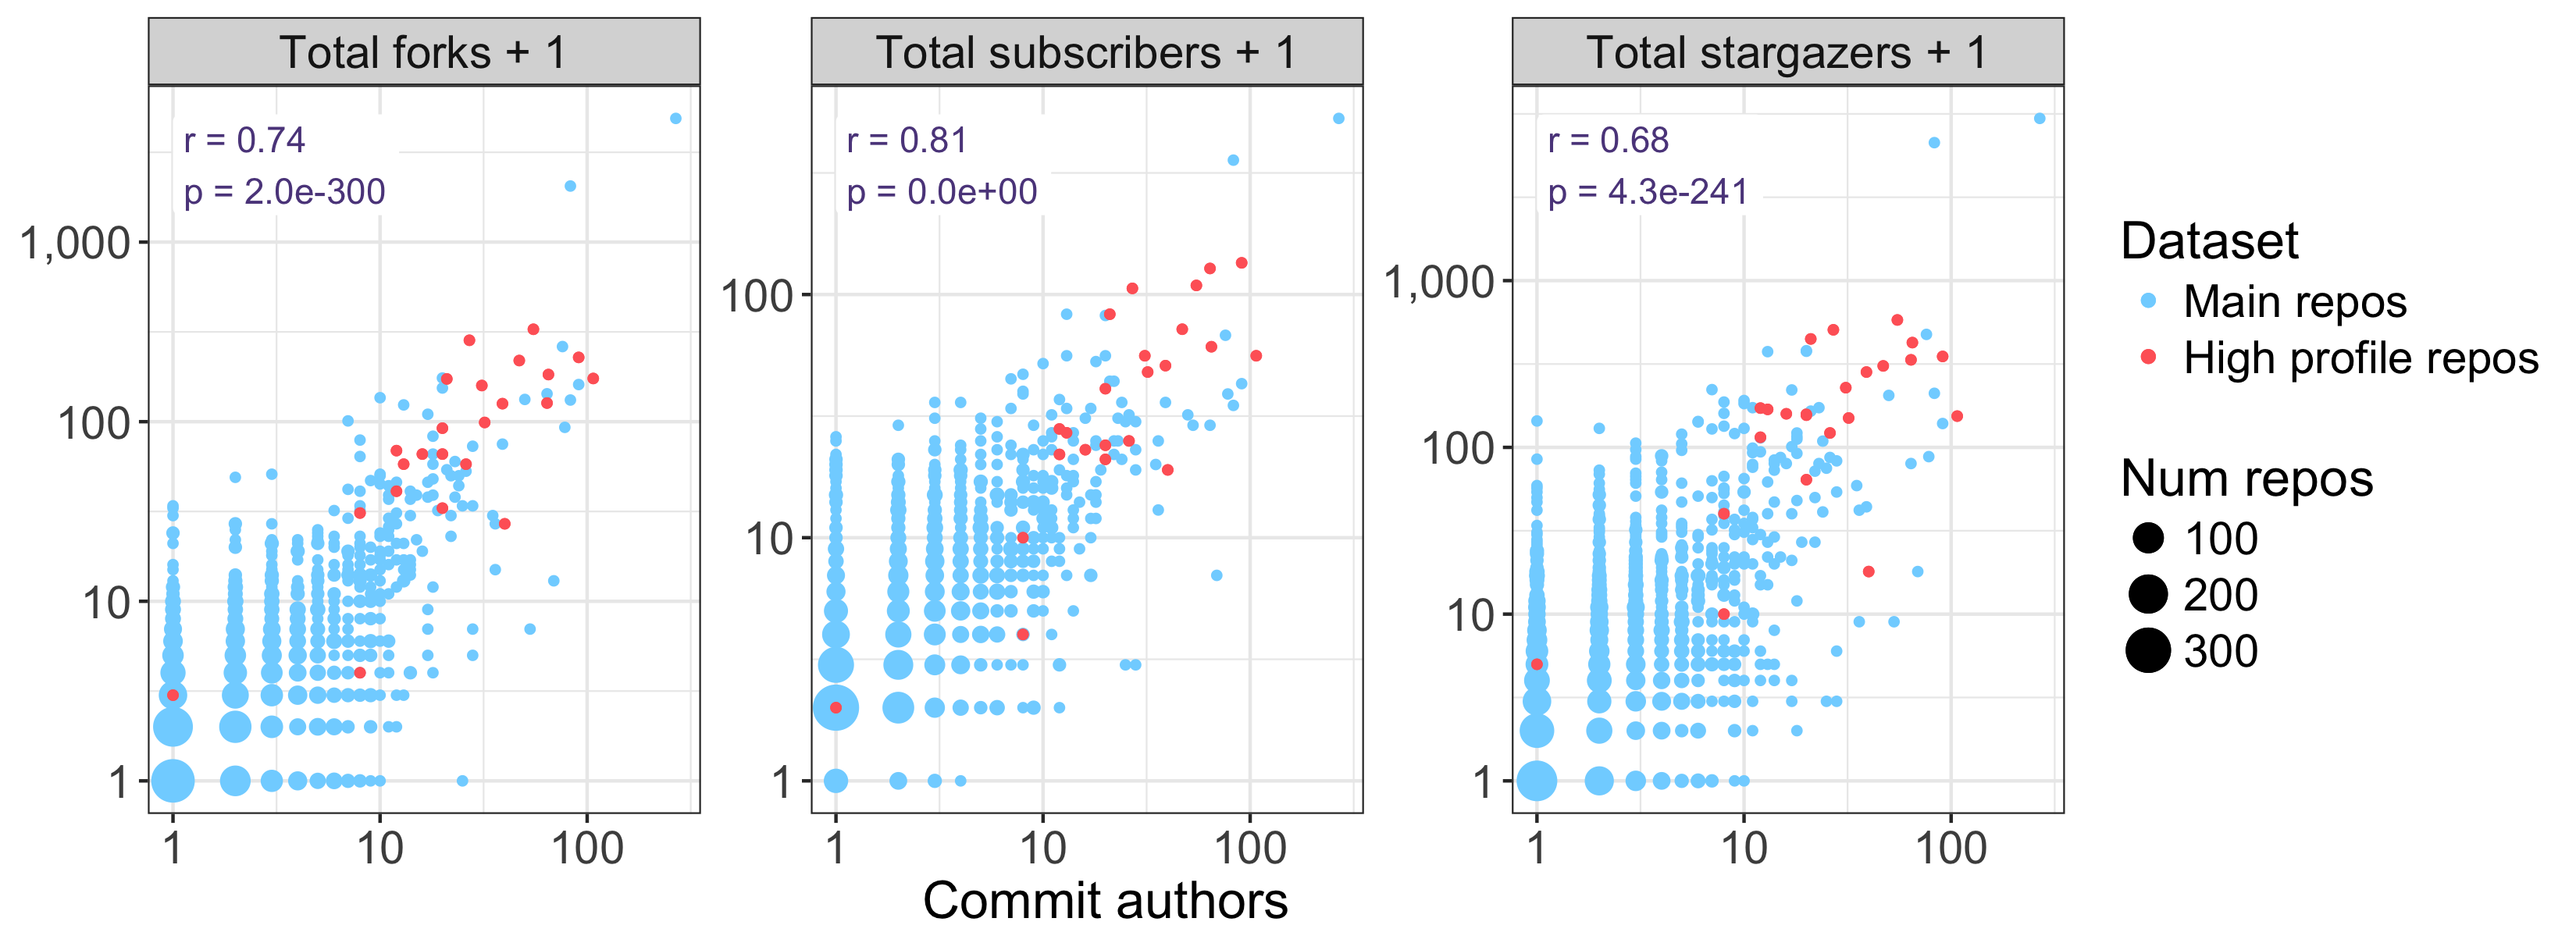 Total forks + 1
Total subscribers + 1
Total stargazers + 1
r = 0.74
p = 2.0e-300
r = 0.81
p = 0.0e+00
r = 0.68
p = 4.3e-241
1,000
100
10
1
100
10
1
1,000
100
10
1
1
10
100
1
10
100
1
10
100
Commit authors
Dataset
Main repos
High profile repos
Num repos
100
200
300